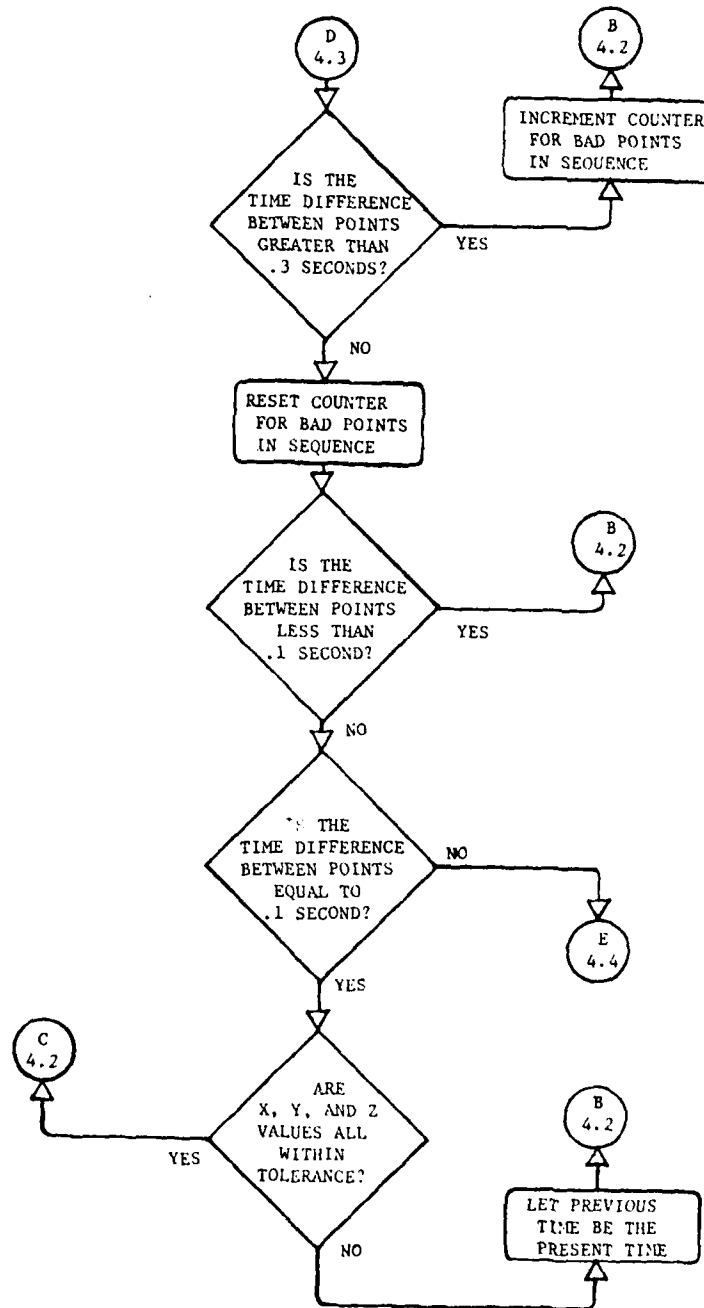 D
4.3
B
4.2
INCREMENT COUNTER
FOR BAD POINTS
IN SEQUENCE
IS THE
TIME DIFFERENCE
BETWEEN POINTS
GREATER THAN
.3 SECONDS?
YES
NO
RESET COUNTER
FOR BAD POINTS
IN SEQUENCE
B
4.2
IS THE
TIME DIFFERENCE
BETWEEN POINTS
LESS THAN
.1 SECOND?
YES
NO
THE
TIME DIFFERENCE
BETWEEN POINTS
EQUAL TO
.1 SECOND?
NO
E
4.4
YES
C
4.2
ARE
X, Y, AND Z
VALUES ALL
WITHIN
TOLERANCE?
YES
NO
B
4.2
LET PREVIOUS
TIME BE THE
PRESENT TIME